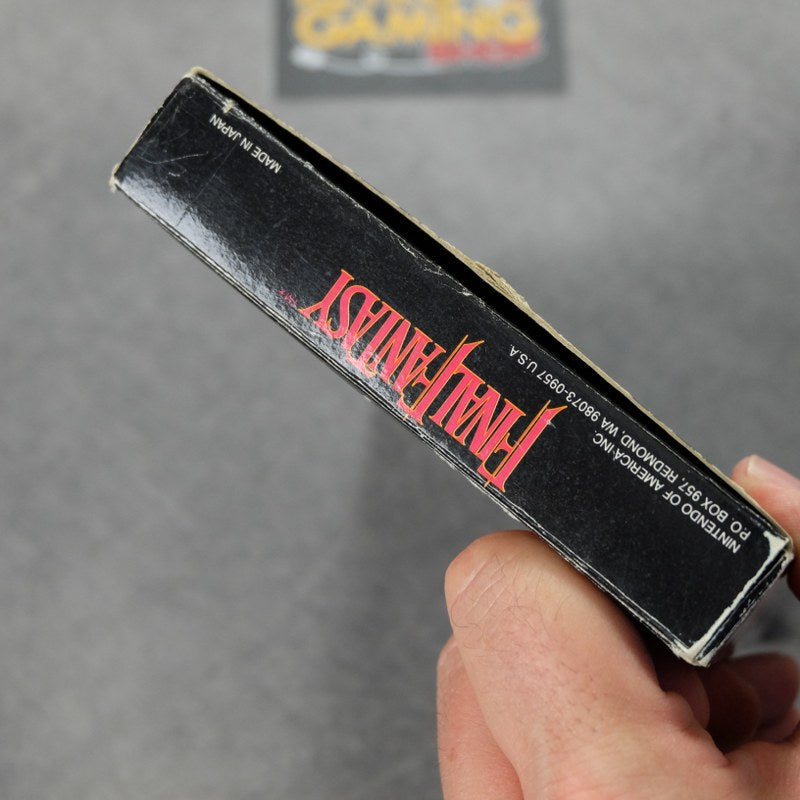 GAMING
FINAL FANTASY
NINTENDO OF AMERICA INC.
P.O. BOX 957, REDMOND, WA 98073-0957 U.S.A.
MADE IN JAPAN